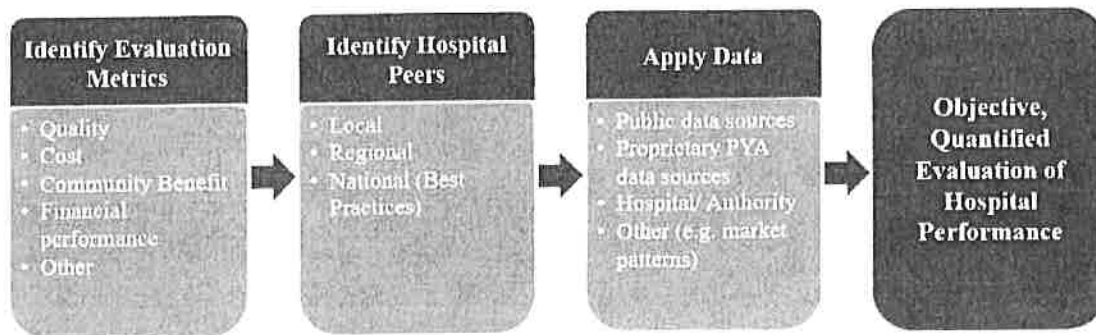 Identify Evaluation
Metrics
• Quality
• Cost
• Community Benefit
• Financial
performance
• Other
Identify Hospital
Peers
• Local
• Regional
• National (Best
Practices)
Apply Data
• Public data sources
• Proprietary PYA
data sources
• Hospital/ Authority
• Other (e.g. market
patterns)
Objective,
Quantified
Evaluation of
Hospital
Performance